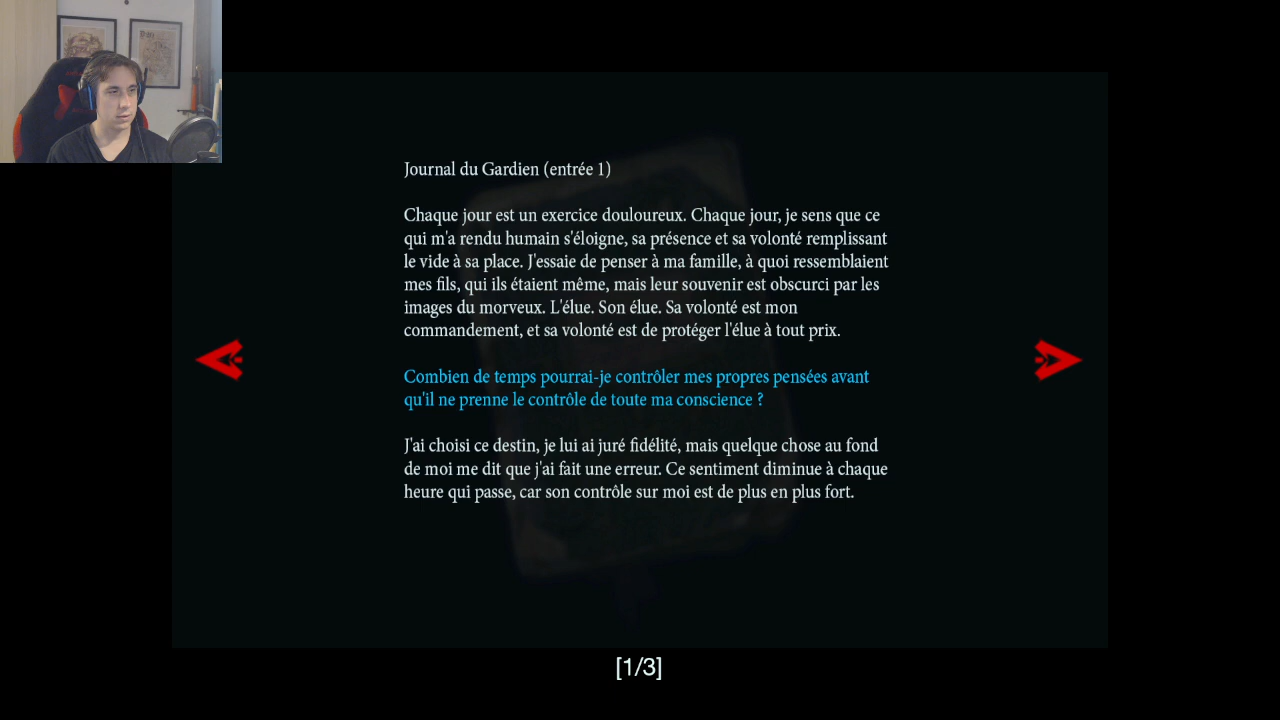 Journal du Gardien (entrée 1)
Chaque jour est un exercice douloureux. Chaque jour, je sens que ce
qui m'a rendu humain s'éloigne, sa présence et sa volonté remplissant
le vide à sa place. J'essaie de penser à ma famille, à quoi ressemblaient
mes fils, qui ils étaient même, mais leur souvenir est obscurci par les
images du morveux. L'élue. Son élue. Sa volonté est mon
commandement, et sa volonté est de protéger l'élue à tout prix.
Combien de temps pourrai-je contrôler mes propres pensées avant
qu'il ne prenne le contrôle de toute ma conscience ?
J'ai choisi ce destin, je lui ai juré fidélité, mais quelque chose au fond
de moi me dit que j'ai fait une erreur. Ce sentiment diminue à chaque
heure qui passe, car son contrôle sur moi est de plus en plus fort.
[1/3]